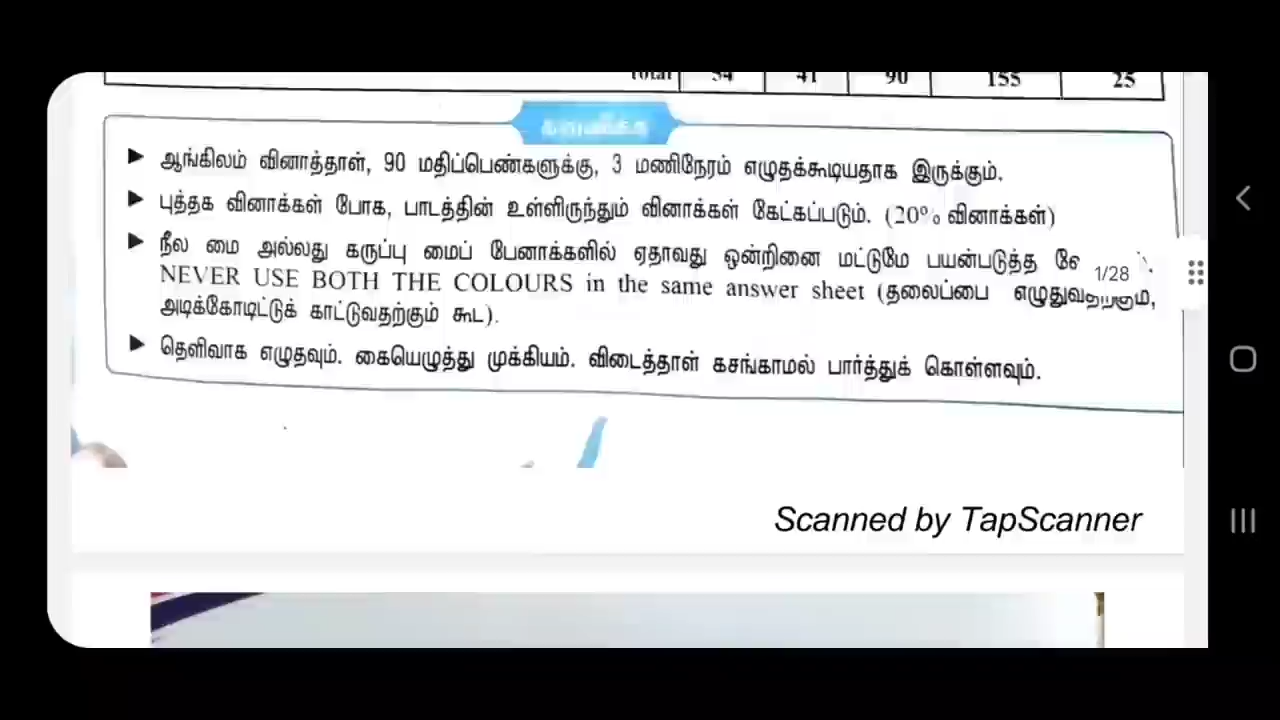 Total 54 41 90 155 25
கவனிக்க
▶ ஆங்கிலம் வினாத்தாள், 90 மதிப்பெண்களுக்கு, 3 மணிநேரம் எழுதக்கூடியதாக இருக்கும்.
▶ புத்தக வினாக்கள் போக, பாடத்தின் உள்ளிருந்தும் வினாக்கள் கேட்கப்படும். (20% வினாக்கள்)
▶ நீல மை அல்லது கருப்பு மைப் பேனாக்களில் ஏதாவது ஒன்றினை மட்டுமே பயன்படுத்த
1/28
NEVER USE BOTH THE COLOURS in the same answer sheet (தலைப்பை எழுதுவதற்கும்,
அடிக்கோடிட்டுக் காட்டுவதற்கும் கூட).
▶ தெளிவாக எழுதவும். கையெழுத்து முக்கியம். விடைத்தாள் கசங்காமல் பார்த்துக் கொள்ளவும்.
Scanned by TapScanner